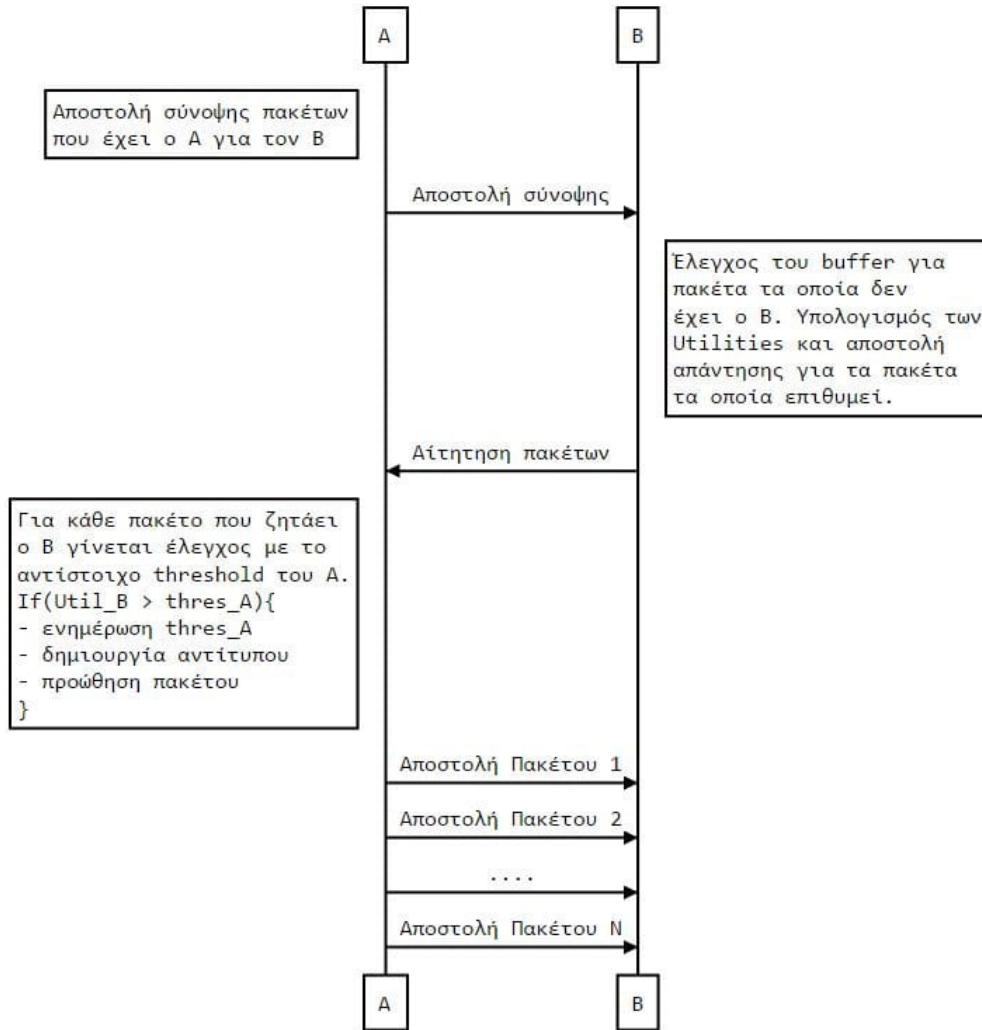 A
B
Αποστολή σύνοψης πακέτων
που έχει ο Α για τον Β
Αποστολή σύνοψης
Έλεγχος του buffer για
πακέτα τα οποία δεν
έχει ο Β. Υπολογισμός των
Utilities και αποστολή
απάντησης για τα πακέτα
τα οποία επιθυμεί.
Αίτητηση πακέτων
Για κάθε πακέτο που ζητάει
ο Β γίνεται έλεγχος με το
αντίστοιχο threshold του Α.
If(Util_B > thres_A){
- ενημέρωση thres_A
- δημιουργία αντίτυπου
- προώθηση πακέτου
}
Αποστολή Πακέτου 1
Αποστολή Πακέτου 2
....
Αποστολή Πακέτου N
A
B